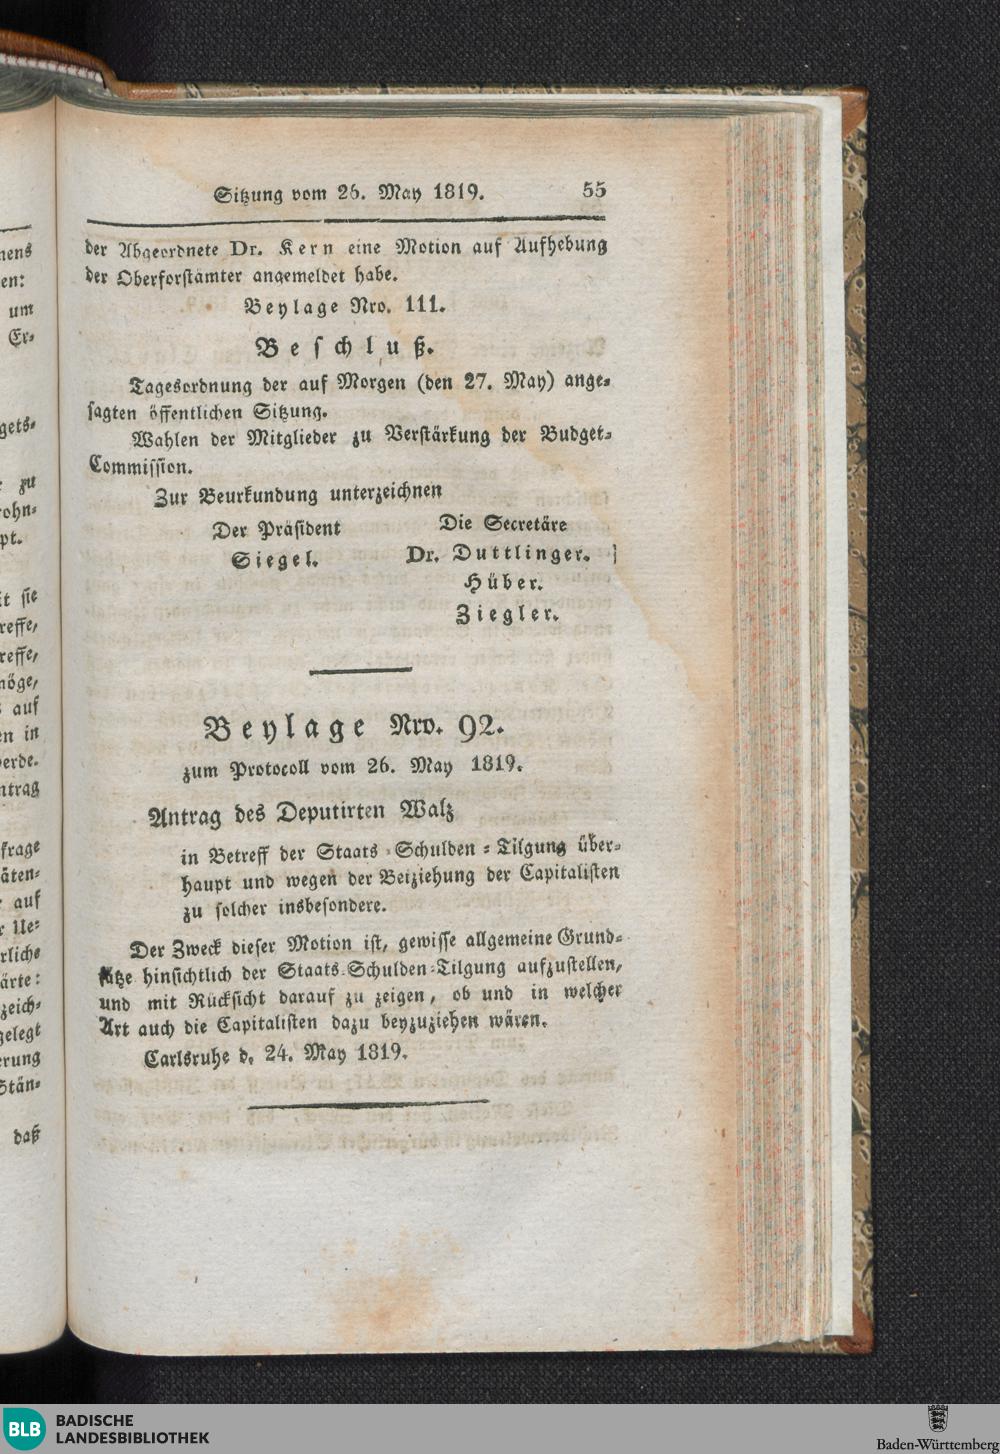 Sitzung vom 26. May 1819. 55
der Abgeordnete Dr. Kern eine Motion auf Aufhebung
der Oberforstämter angemeldet habe.
Beylage Nro. 111.
Beschluß.
Tagesordnung der auf Morgen (den 27. May) ange-
sagten öffentlichen Sitzung.
Wahlen der Mitglieder zu Verstärkung der Budget-
Commission.
Zur Beurkundung unterzeichnen
Der Präsident Die Secretäre
Siegel. Dr. Duttlinger.
Hüber.
Ziegler.
Beylage Nro. 92.
zum Protocoll vom 26. May 1819.
Antrag des Deputirten Walz
in Betreff der Staats-Schulden-Tilgung über-
haupt und wegen der Beiziehung der Capitalisten
zu solcher insbesondere.
Der Zweck dieser Motion ist, gewisse allgemeine Grund-
sätze hinsichtlich der Staats-Schulden-Tilgung aufzustellen,
und mit Rücksicht darauf zu zeigen, ob und in welcher
Art auch die Capitalisten dazu beyzuziehen wären.
Carlsruhe d. 24. May 1819.
um
Er-
zu
auf
daß
BLB BADISCHE
LANDESBIBLIOTHEK
Baden-Württemberg